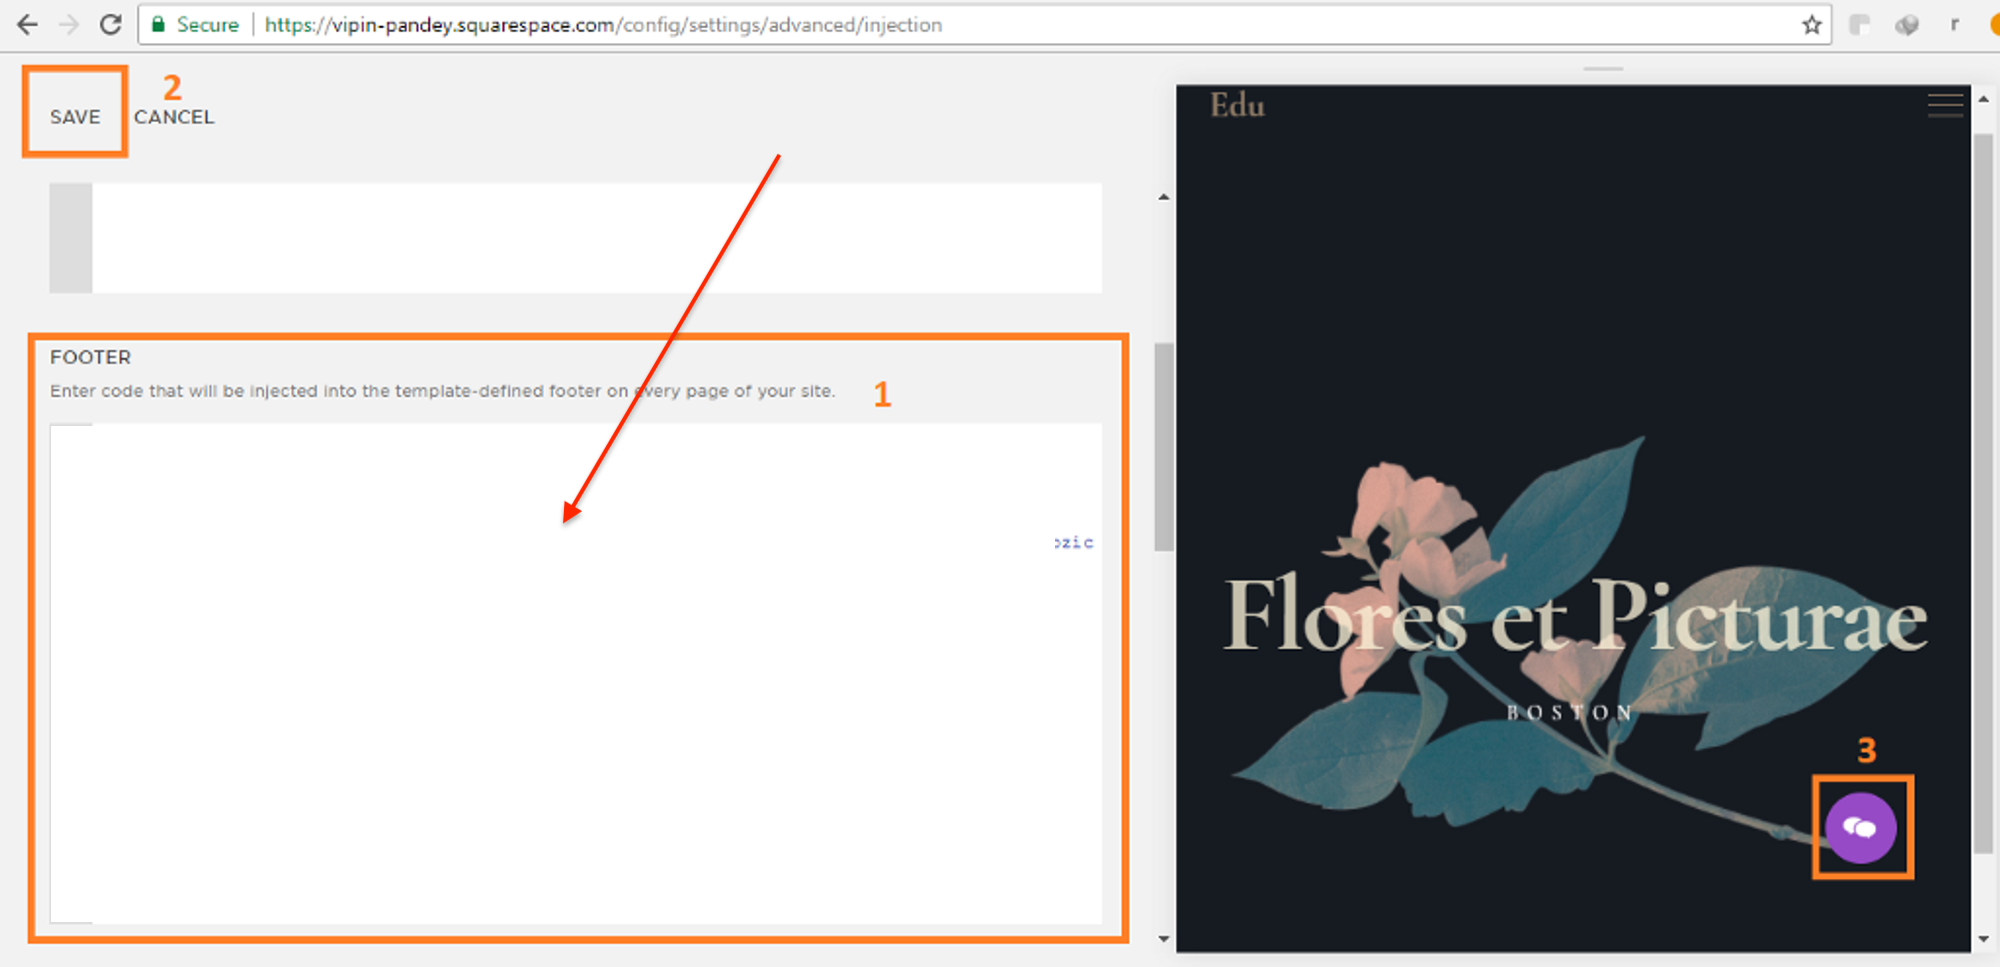 Secure https://vipin-pandey.squarespace.com/config/settings/advanced/injection
r
2
SAVE CANCEL
FOOTER
Enter code that will be injected into the template-defined footer on every page of your site.
1
ozic
Edu
Flores et Picturae
BOSTON
3